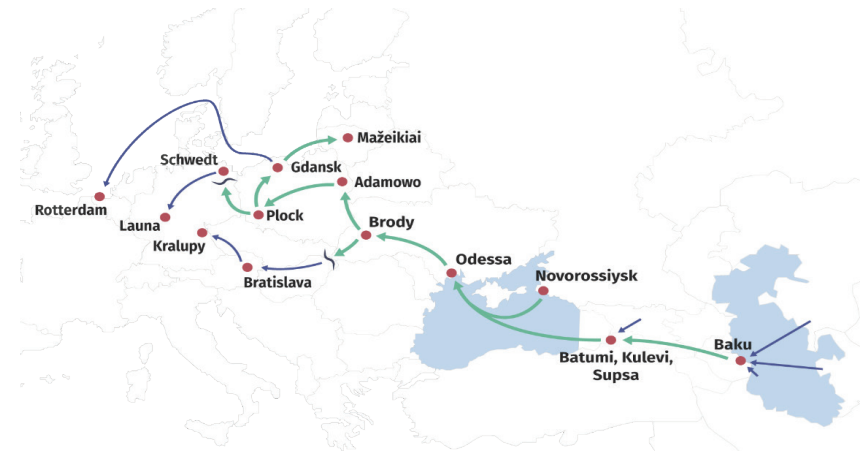 Mažeikiai
Schwedt
Gdansk
Adamowo
Rotterdam
Launa
Plock
Brody
Kralupy
Odessa
Bratislava
Novorossiysk
Baku
Batumi, Kulevi,
Supsa